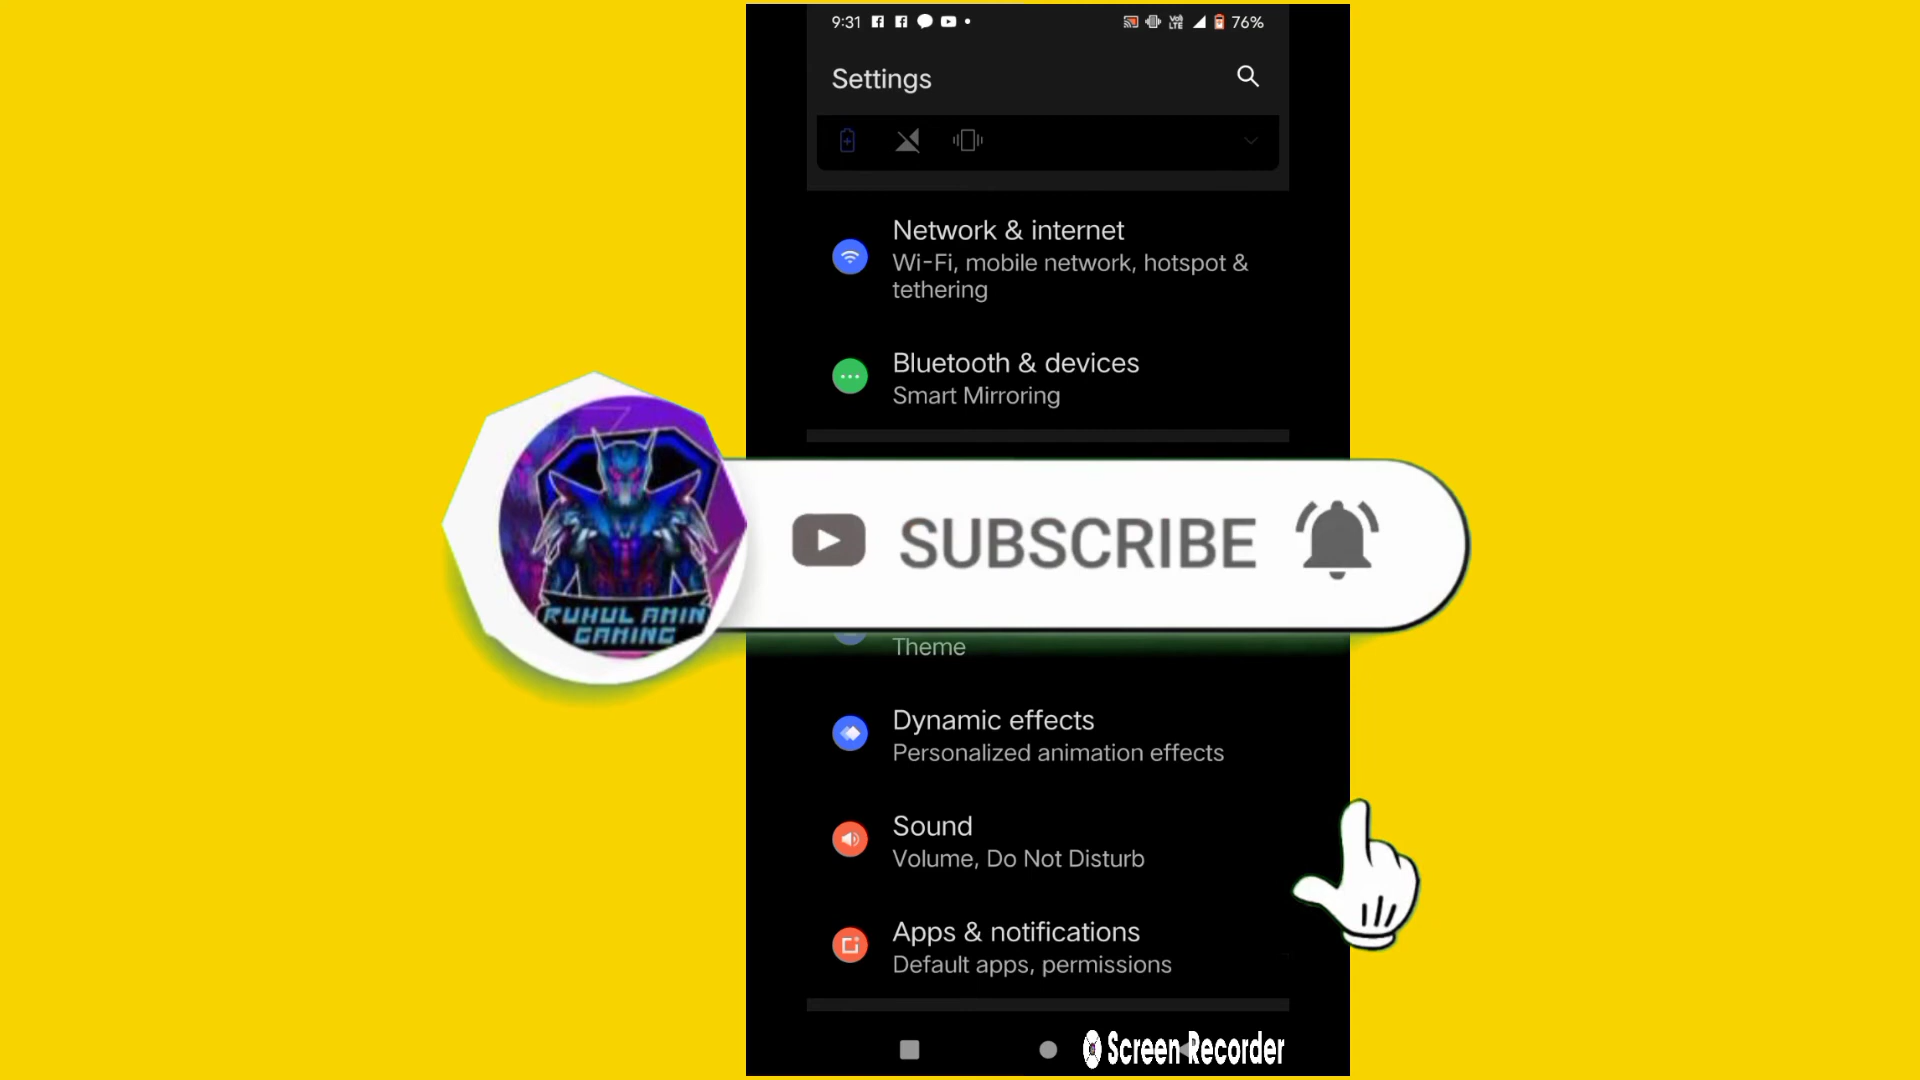 9:31
Vo
LTE
76%
Settings
Network & internet
Wi-Fi, mobile network, hotspot &
tethering
Bluetooth & devices
Smart Mirroring
SUBSCRIBE
RUHUL AMIN
GAMING
Theme
Dynamic effects
Personalized animation effects
Sound
Volume, Do Not Disturb
Apps & notifications
Default apps, permissions
Screen Recorder